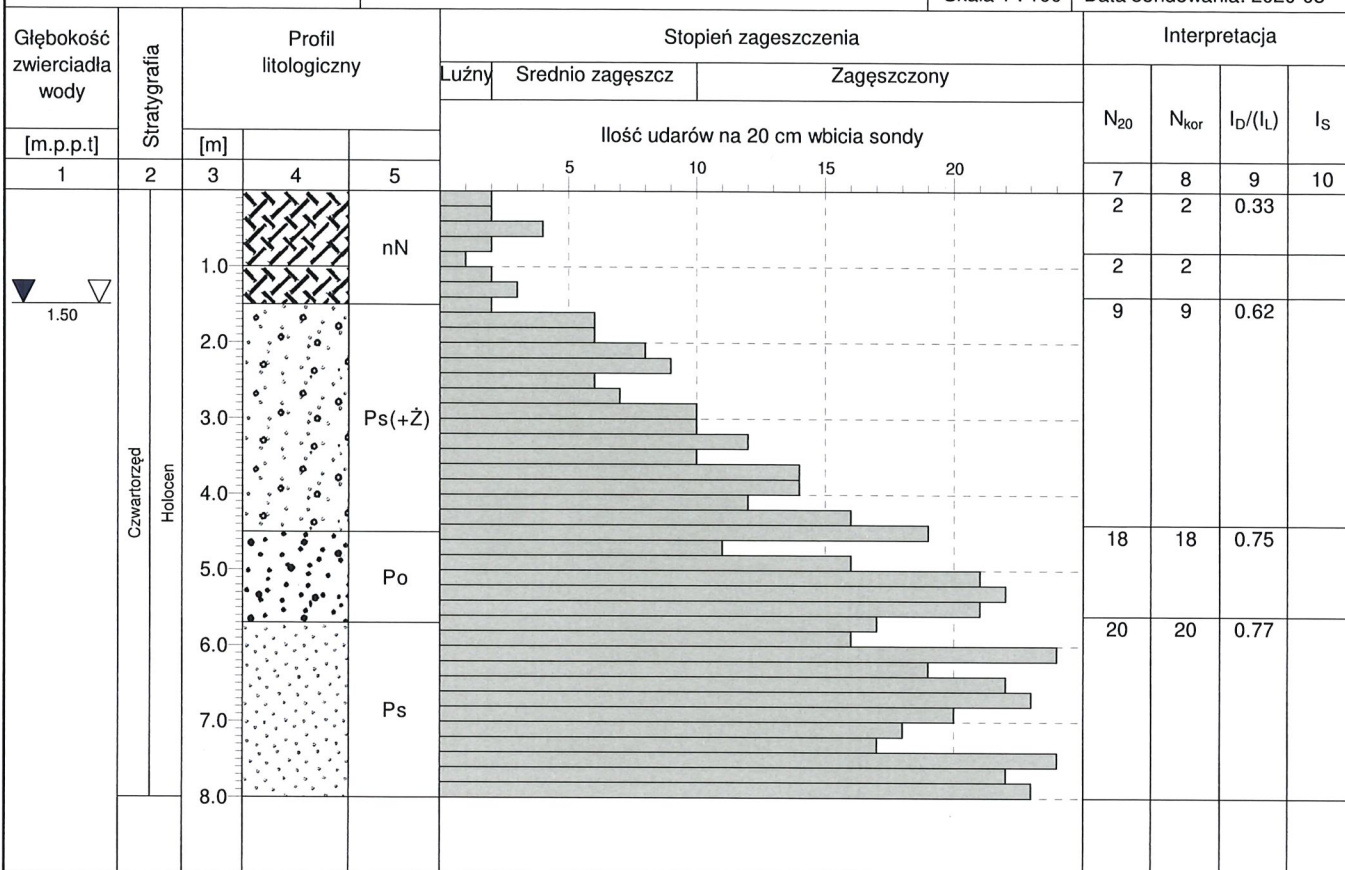 Głębokość
zwierciadła
wody
[m.p.p.t]
1
Stratygrafia
2
Profil
litologiczny
[m]
3
4
5
Stopień zageszczenia
Luźny
Srednio zagęszcz
Zagęszczony
Ilość udarów na 20 cm wbicia sondy
5
10
15
20
Interpretacja
N20
Nkor
ID/(IL)
IS
7
8
9
10
1.50
Czwartorzęd
Holocen
1.0
2.0
3.0
4.0
5.0
6.0
7.0
8.0
nN
Ps(+Ż)
Po
Ps
2 2 0.33
2 2
9 9 0.62
18 18 0.75
20 20 0.77